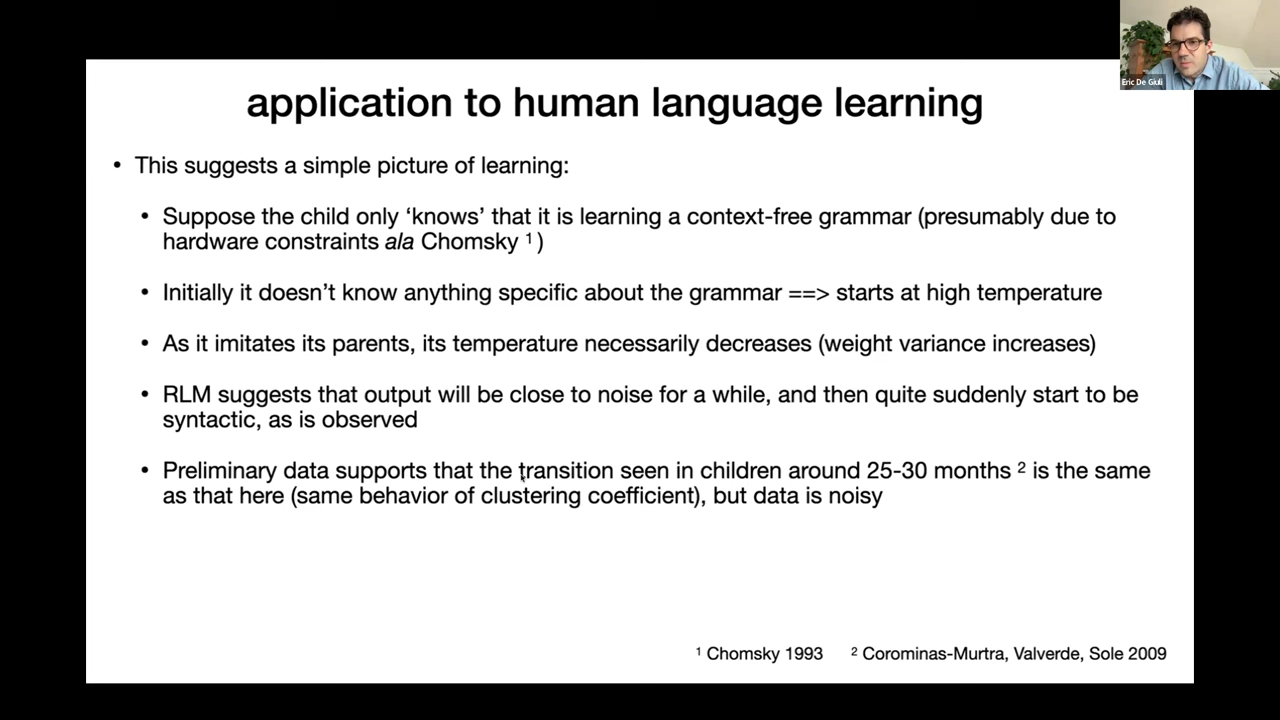 Eric De Giuli
application to human language learning
• This suggests a simple picture of learning:
• Suppose the child only ‘knows’ that it is learning a context-free grammar (presumably due to
hardware constraints ala Chomsky ¹ )
• Initially it doesn’t know anything specific about the grammar ==> starts at high temperature
• As it imitates its parents, its temperature necessarily decreases (weight variance increases)
• RLM suggests that output will be close to noise for a while, and then quite suddenly start to be
syntactic, as is observed
• Preliminary data supports that the transition seen in children around 25-30 months ² is the same
as that here (same behavior of clustering coefficient), but data is noisy
¹ Chomsky 1993 ² Corominas-Murtra, Valverde, Sole 2009